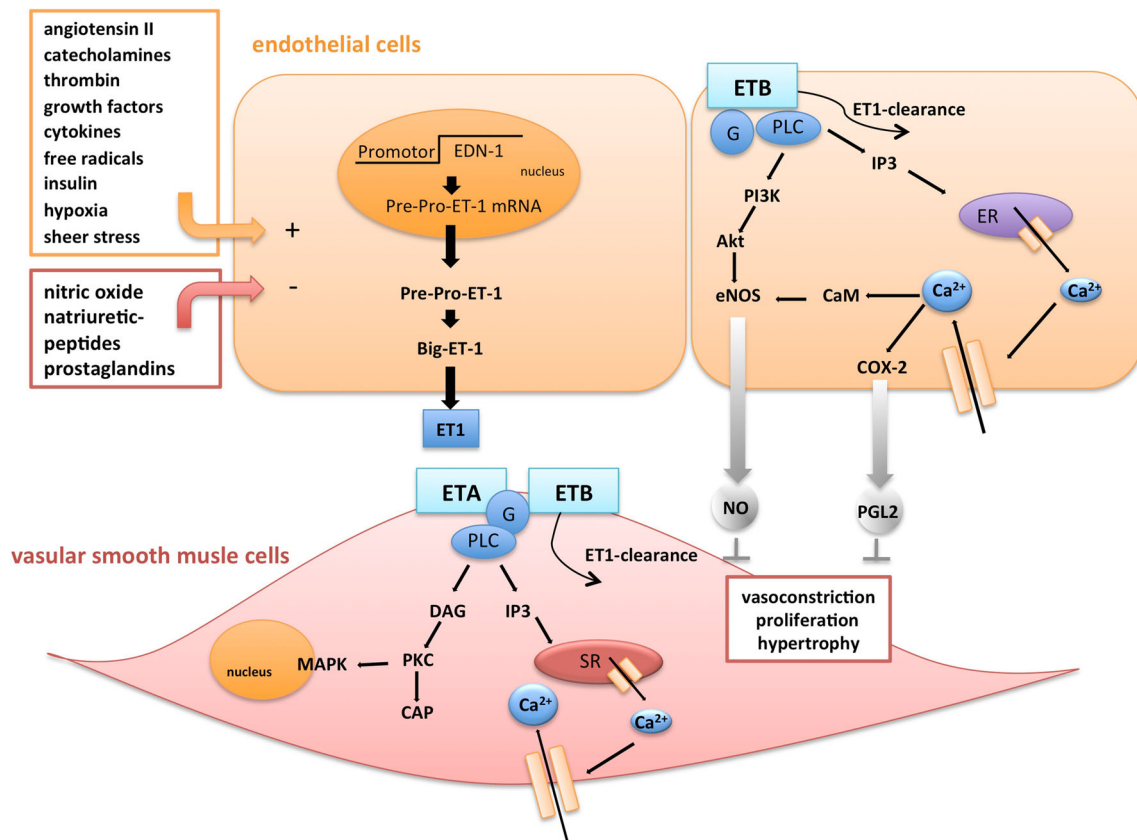 angiotensin II
catecholamines
thrombin
growth factors
cytokines
free radicals
insulin
hypoxia
sheer stress
+
nitric oxide
natriuretic-
peptides
prostaglandins
-
endothelial cells
Promotor EDN-1
nucleus
Pre-Pro-ET-1 mRNA
Pre-Pro-ET-1
Big-ET-1
ET1
ETB
G
PLC
ET1-clearance
IP3
PI3K
ER
Akt
eNOS
CaM
Ca2+
Ca2+
COX-2
NO
PGL2
vasoconstriction
proliferation
hypertrophy
vasular smooth musle cells
ETA
ETB
G
PLC
ET1-clearance
DAG
IP3
nucleus
MAPK
PKC
SR
CAP
Ca2+
Ca2+